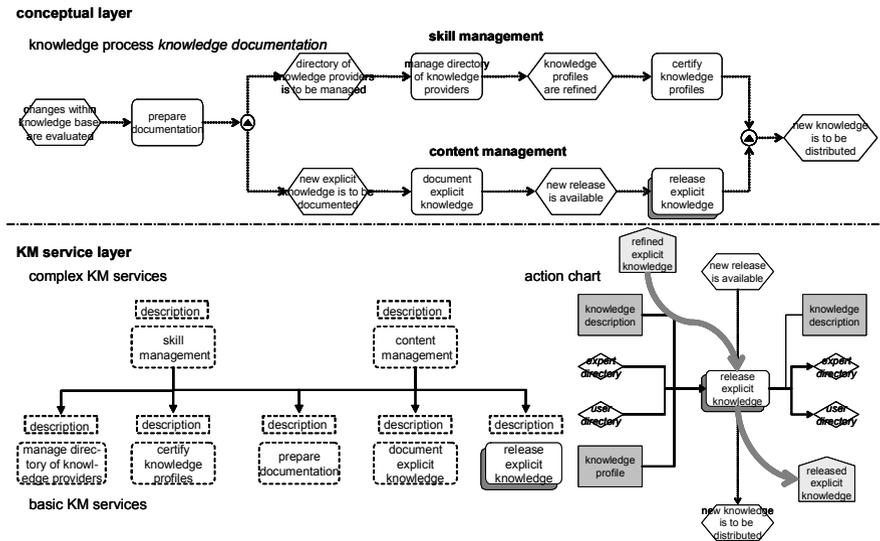 conceptual layer
knowledge process knowledge documentation
skill management
directory of
knowledge providers
is to be managed
manage directory
of knowledge
providers
knowledge
profiles
are refined
certify
knowledge
profiles
changes within
knowledge base
are evaluated
prepare
documentation
new knowledge
is to be
distributed
content management
new explicit
knowledge is to be
documented
document
explicit
knowledge
new release
is available
release
explicit
knowledge
KM service layer
complex KM services
action chart
refined
explicit
knowledge
new release
is available
description
skill
management
description
content
management
knowledge
description
knowledge
description
expert
directory
release
explicit
knowledge
expert
directory
user
directory
user
directory
description
manage direc-
tory of knowl-
edge providers
description
certify
knowledge
profiles
description
prepare
documentation
description
document
explicit
knowledge
description
release
explicit
knowledge
knowledge
profile
released
explicit
knowledge
basic KM services
new knowledge
is to be
distributed